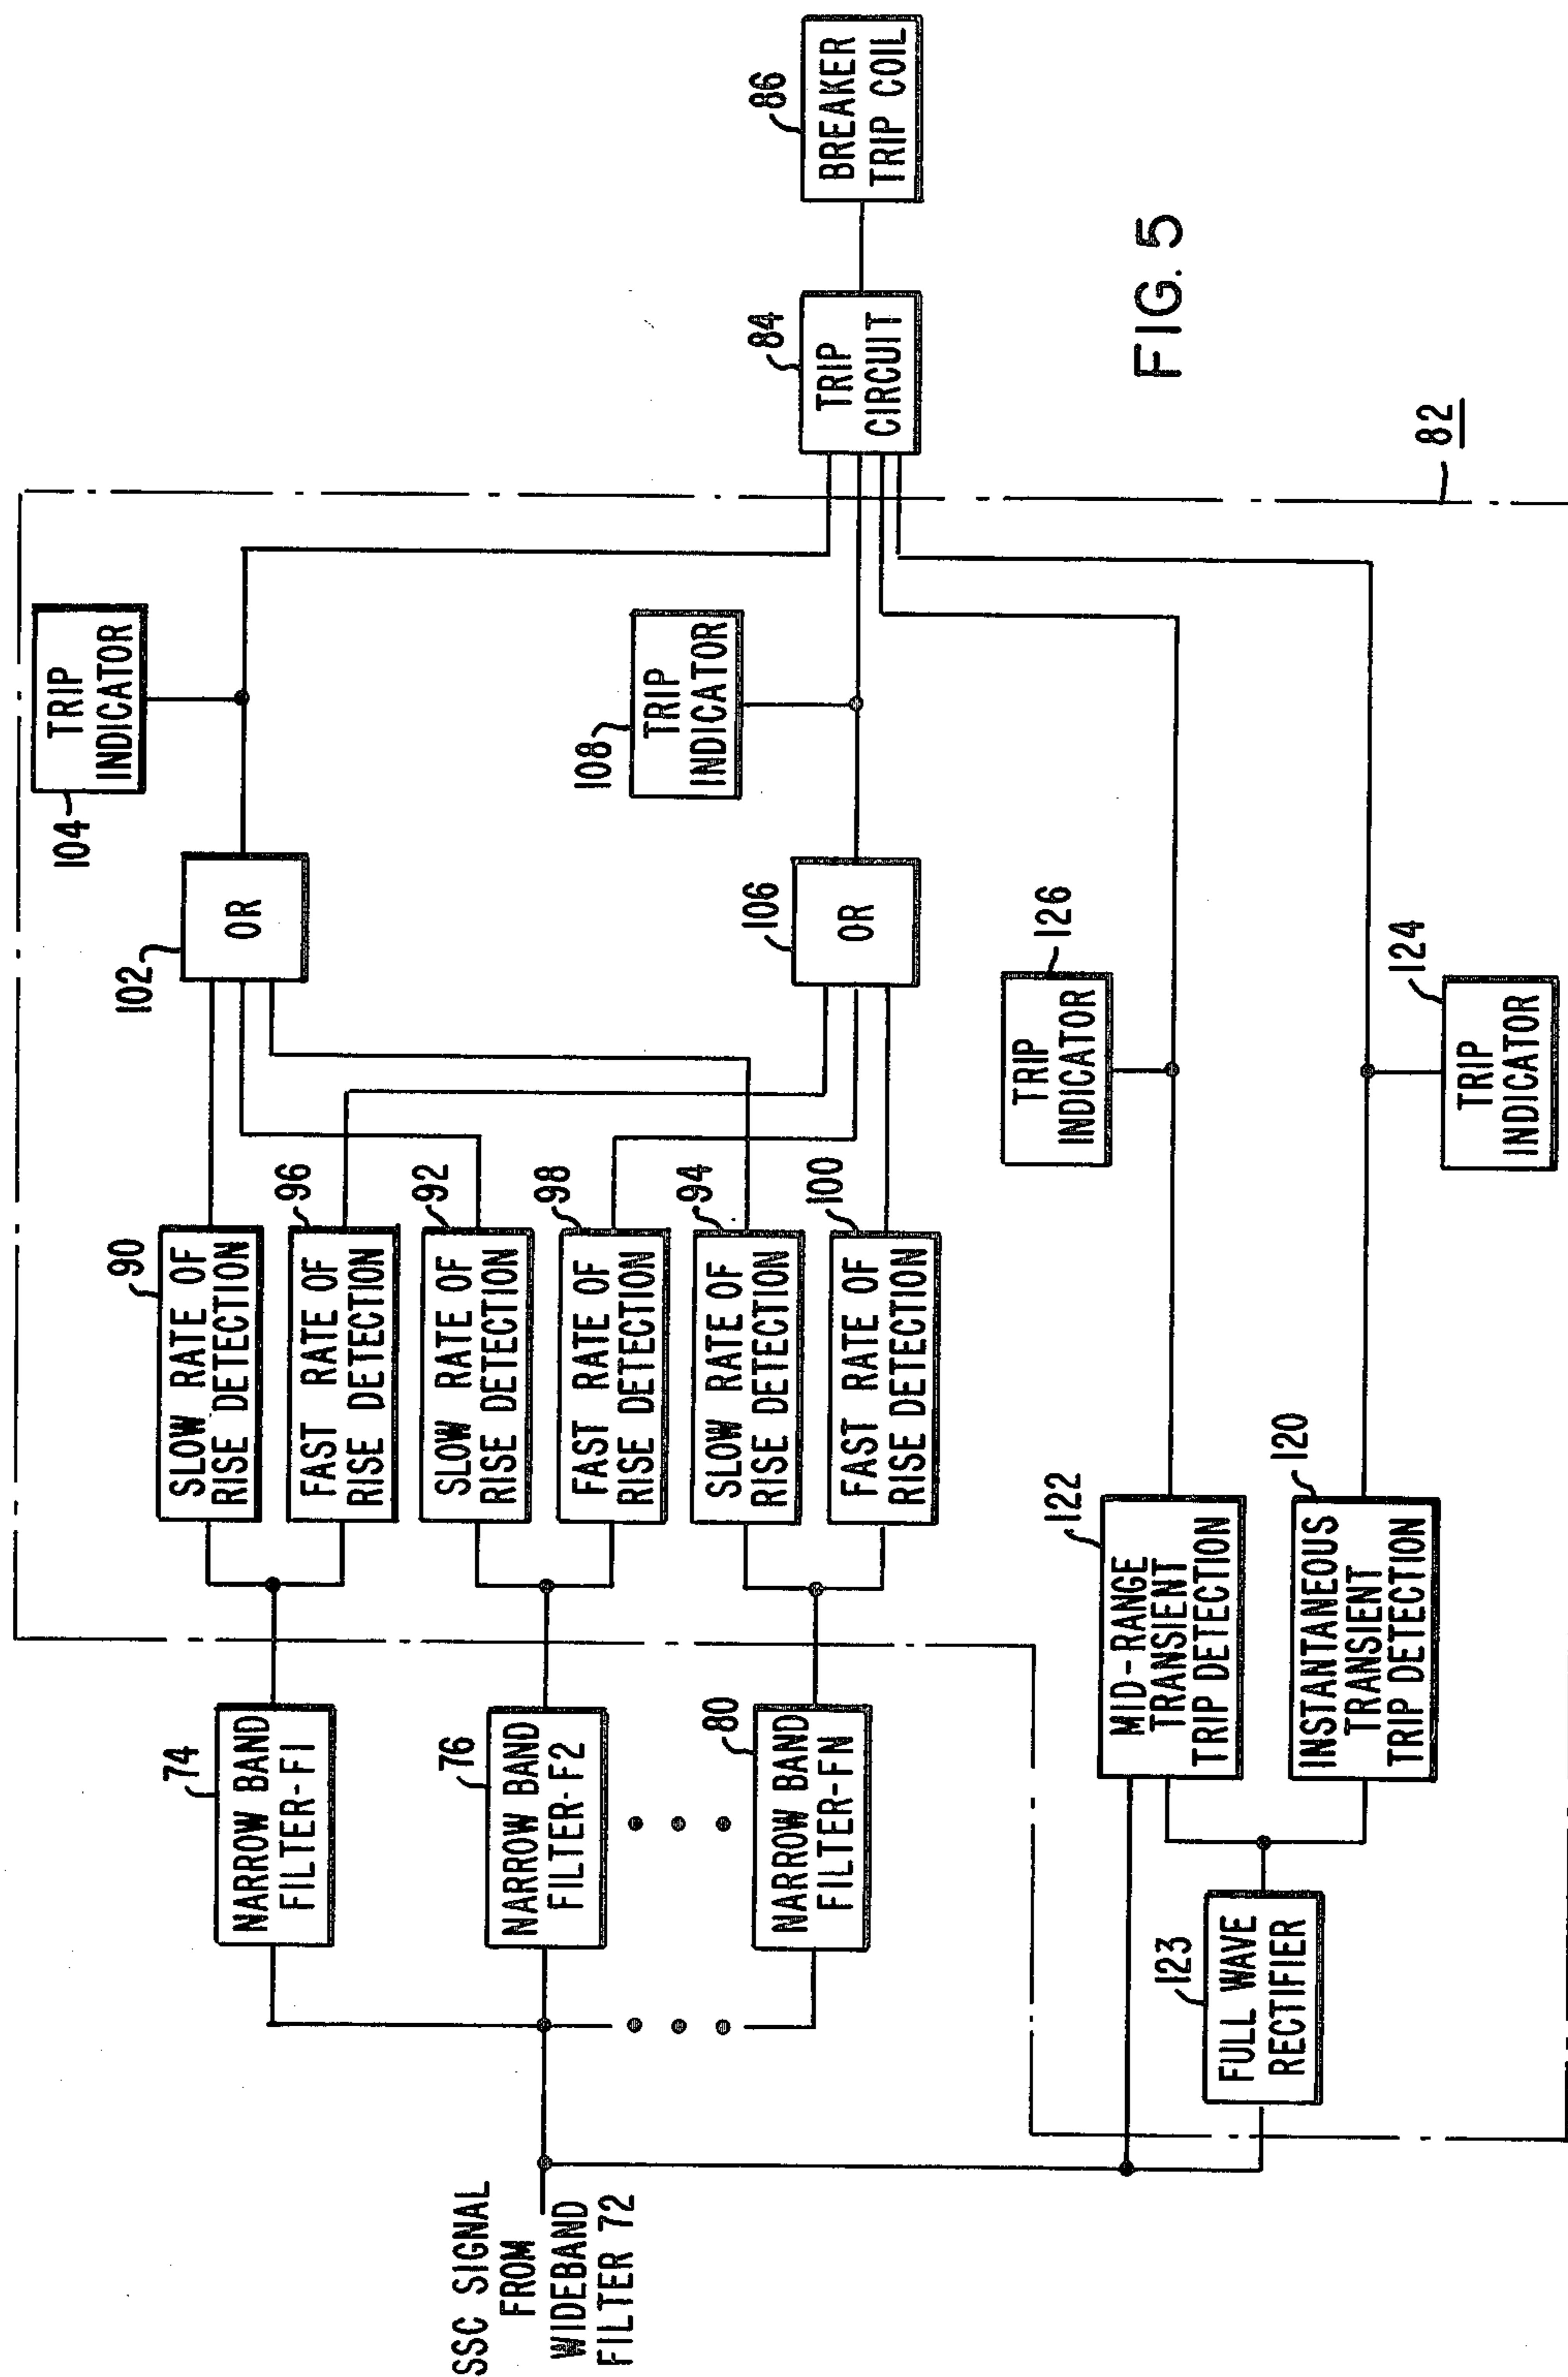 SSC SIGNAL
FROM
WIDEBAND
FILTER 72
74
NARROW BAND
FILTER-F1
76
NARROW BAND
FILTER-F2
80
NARROW BAND
FILTER-FN
90
SLOW RATE OF
RISE DETECTION
96
FAST RATE OF
RISE DETECTION
92
SLOW RATE OF
RISE DETECTION
98
FAST RATE OF
RISE DETECTION
94
SLOW RATE OF
RISE DETECTION
100
FAST RATE OF
RISE DETECTION
102
OR
104
TRIP
INDICATOR
106
OR
108
TRIP
INDICATOR
123
FULL WAVE
RECTIFIER
122
MID-RANGE
TRANSIENT
TRIP DETECTION
120
INSTANTANEOUS
TRANSIENT
TRIP DETECTION
126
TRIP
INDICATOR
124
TRIP
INDICATOR
84
TRIP
CIRCUIT
86
BREAKER
TRIP COIL
82
FIG. 5